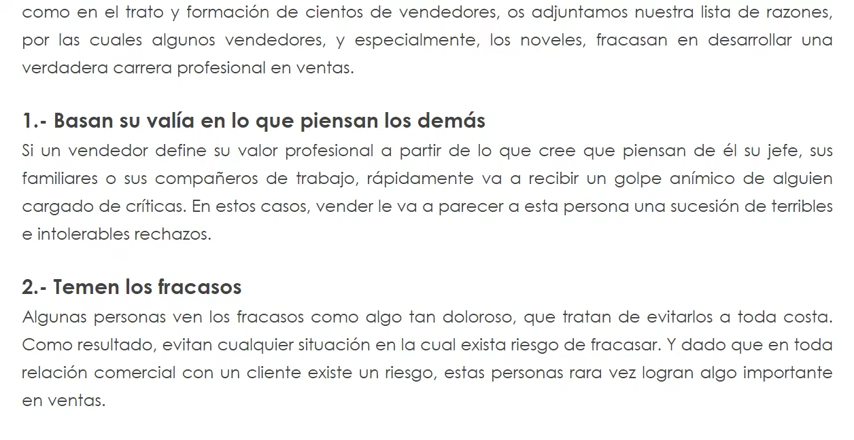 como en el trato y formación de cientos de vendedores, os adjuntamos nuestra lista de razones,
por las cuales algunos vendedores, y especialmente, los noveles, fracasan en desarrollar una
verdadera carrera profesional en ventas.
1.- Basan su valía en lo que piensan los demás
Si un vendedor define su valor profesional a partir de lo que cree que piensan de él su jefe, sus
familiares o sus compañeros de trabajo, rápidamente va a recibir un golpe anímico de alguien
cargado de críticas. En estos casos, vender le va a parecer a esta persona una sucesión de terribles
e intolerables rechazos.
2.- Temen los fracasos
Algunas personas ven los fracasos como algo tan doloroso, que tratan de evitarlos a toda costa.
Como resultado, evitan cualquier situación en la cual exista riesgo de fracasar. Y dado que en toda
relación comercial con un cliente existe un riesgo, estas personas rara vez logran algo importante
en ventas.